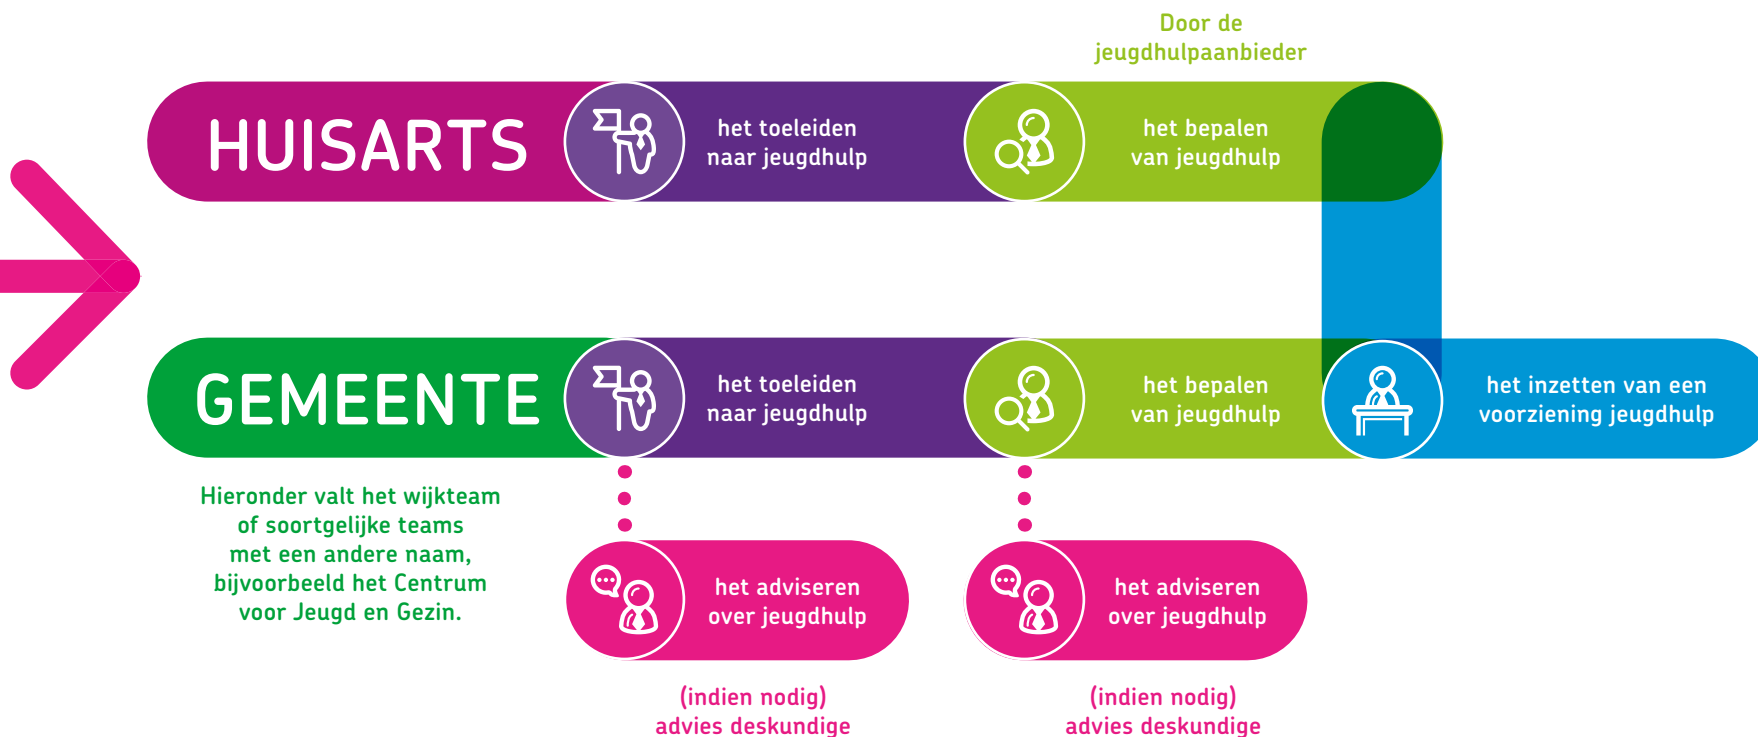 Door de
jeugdhulpaanbieder
HUISARTS
het toeleiden
naar jeugdhulp
het bepalen
van jeugdhulp
GEMEENTE
het toeleiden
naar jeugdhulp
het bepalen
van jeugdhulp
het inzetten van een
voorziening jeugdhulp
Hieronder valt het wijkteam
of soortgelijke teams
met een andere naam,
bijvoorbeeld het Centrum
voor Jeugd en Gezin.
het adviseren
over jeugdhulp
(indien nodig)
advies deskundige
het adviseren
over jeugdhulp
(indien nodig)
advies deskundige